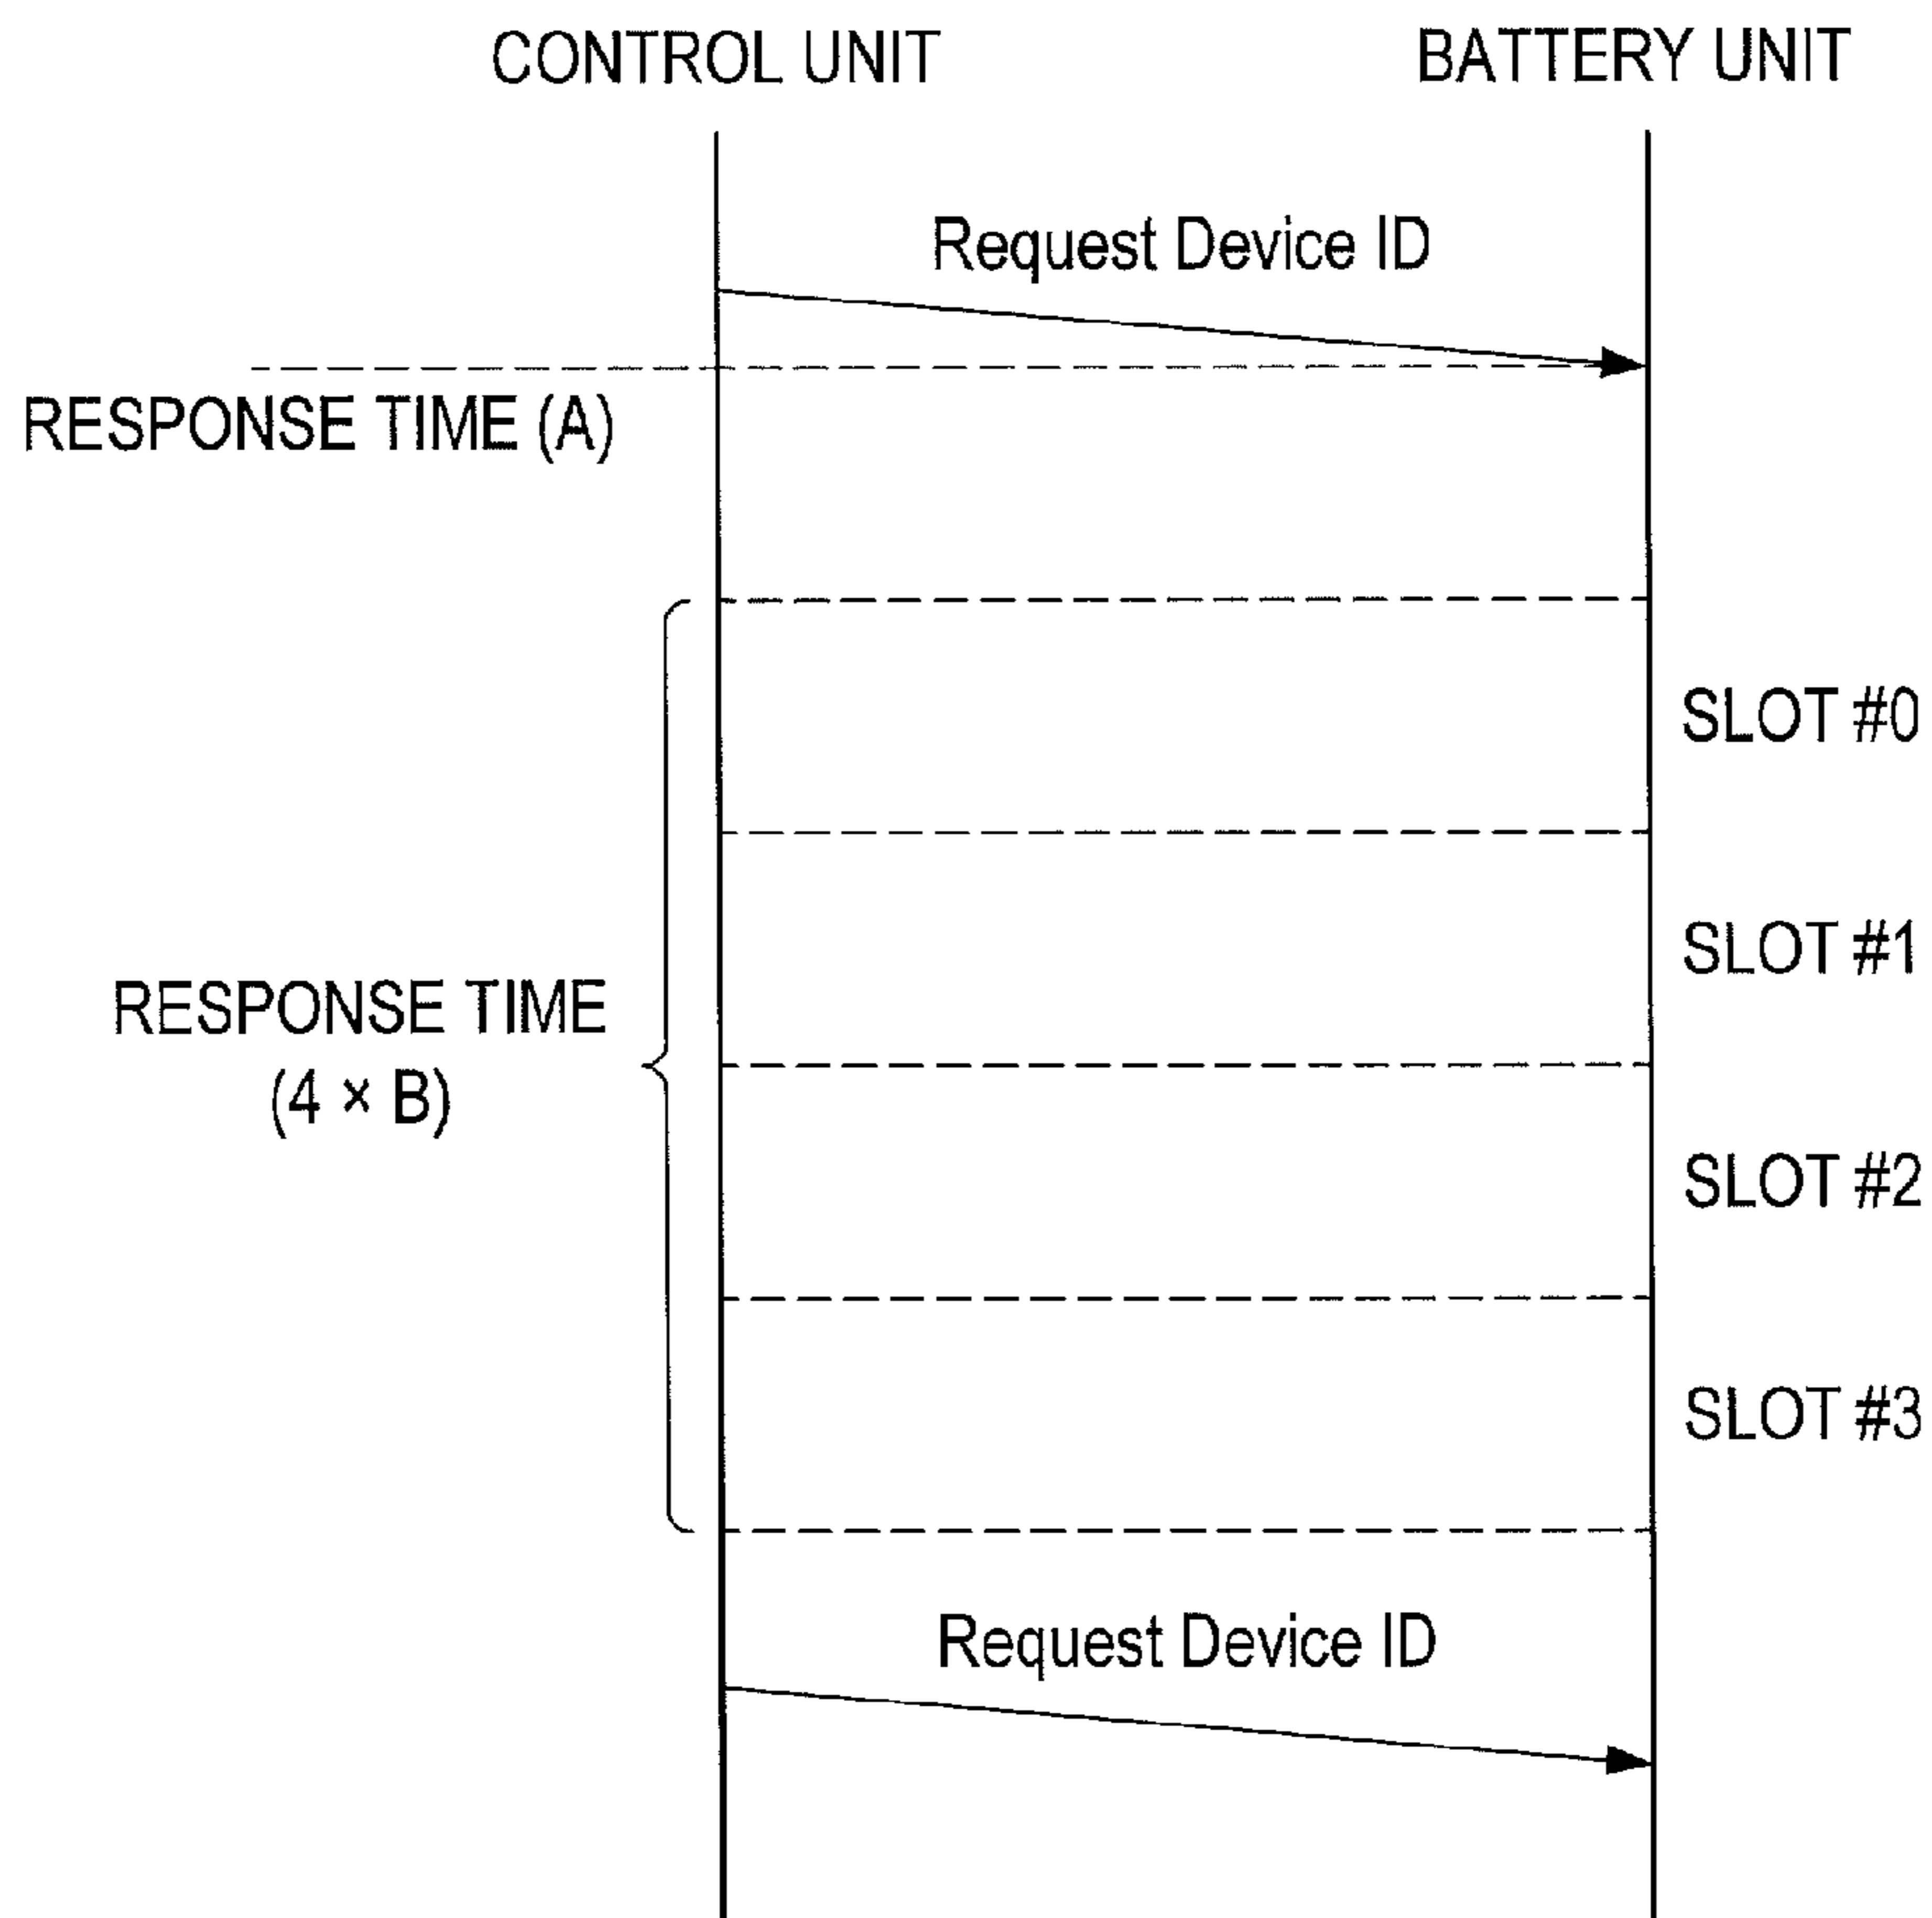 CONTROL UNIT
BATTERY UNIT
Request Device ID
RESPONSE TIME (A)
SLOT #0
SLOT #1
RESPONSE TIME
(4 × B)
SLOT #2
SLOT #3
Request Device ID